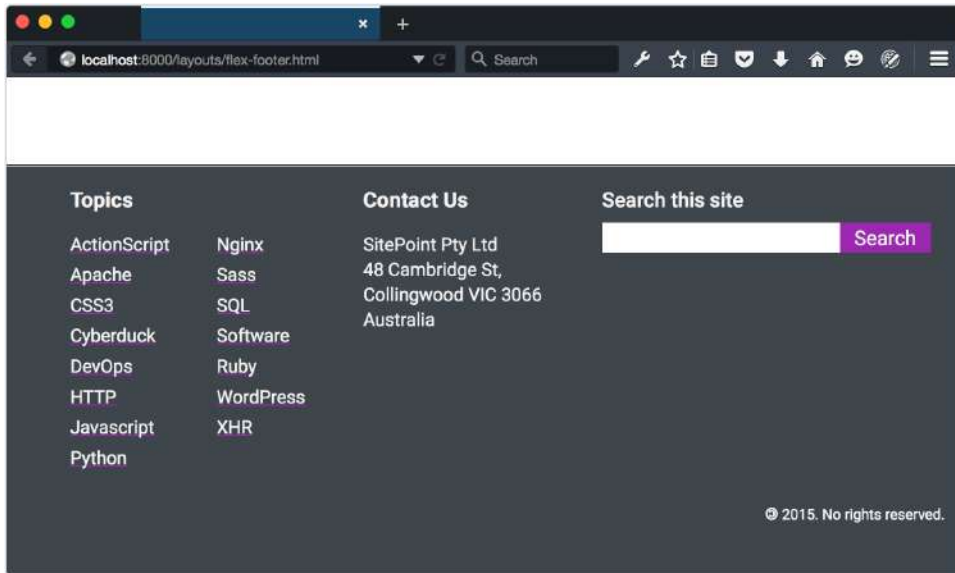 localhost:8000/layouts/flex-footer.html
Search
Topics
ActionScript
Apache
CSS3
Cyberduck
DevOps
HTTP
Javascript
Python
Nginx
Sass
SQL
Software
Ruby
WordPress
XHR
Contact Us
SitePoint Pty Ltd
48 Cambridge St,
Collingwood VIC 3066
Australia
Search this site
Search
🄯 2015. No rights reserved.